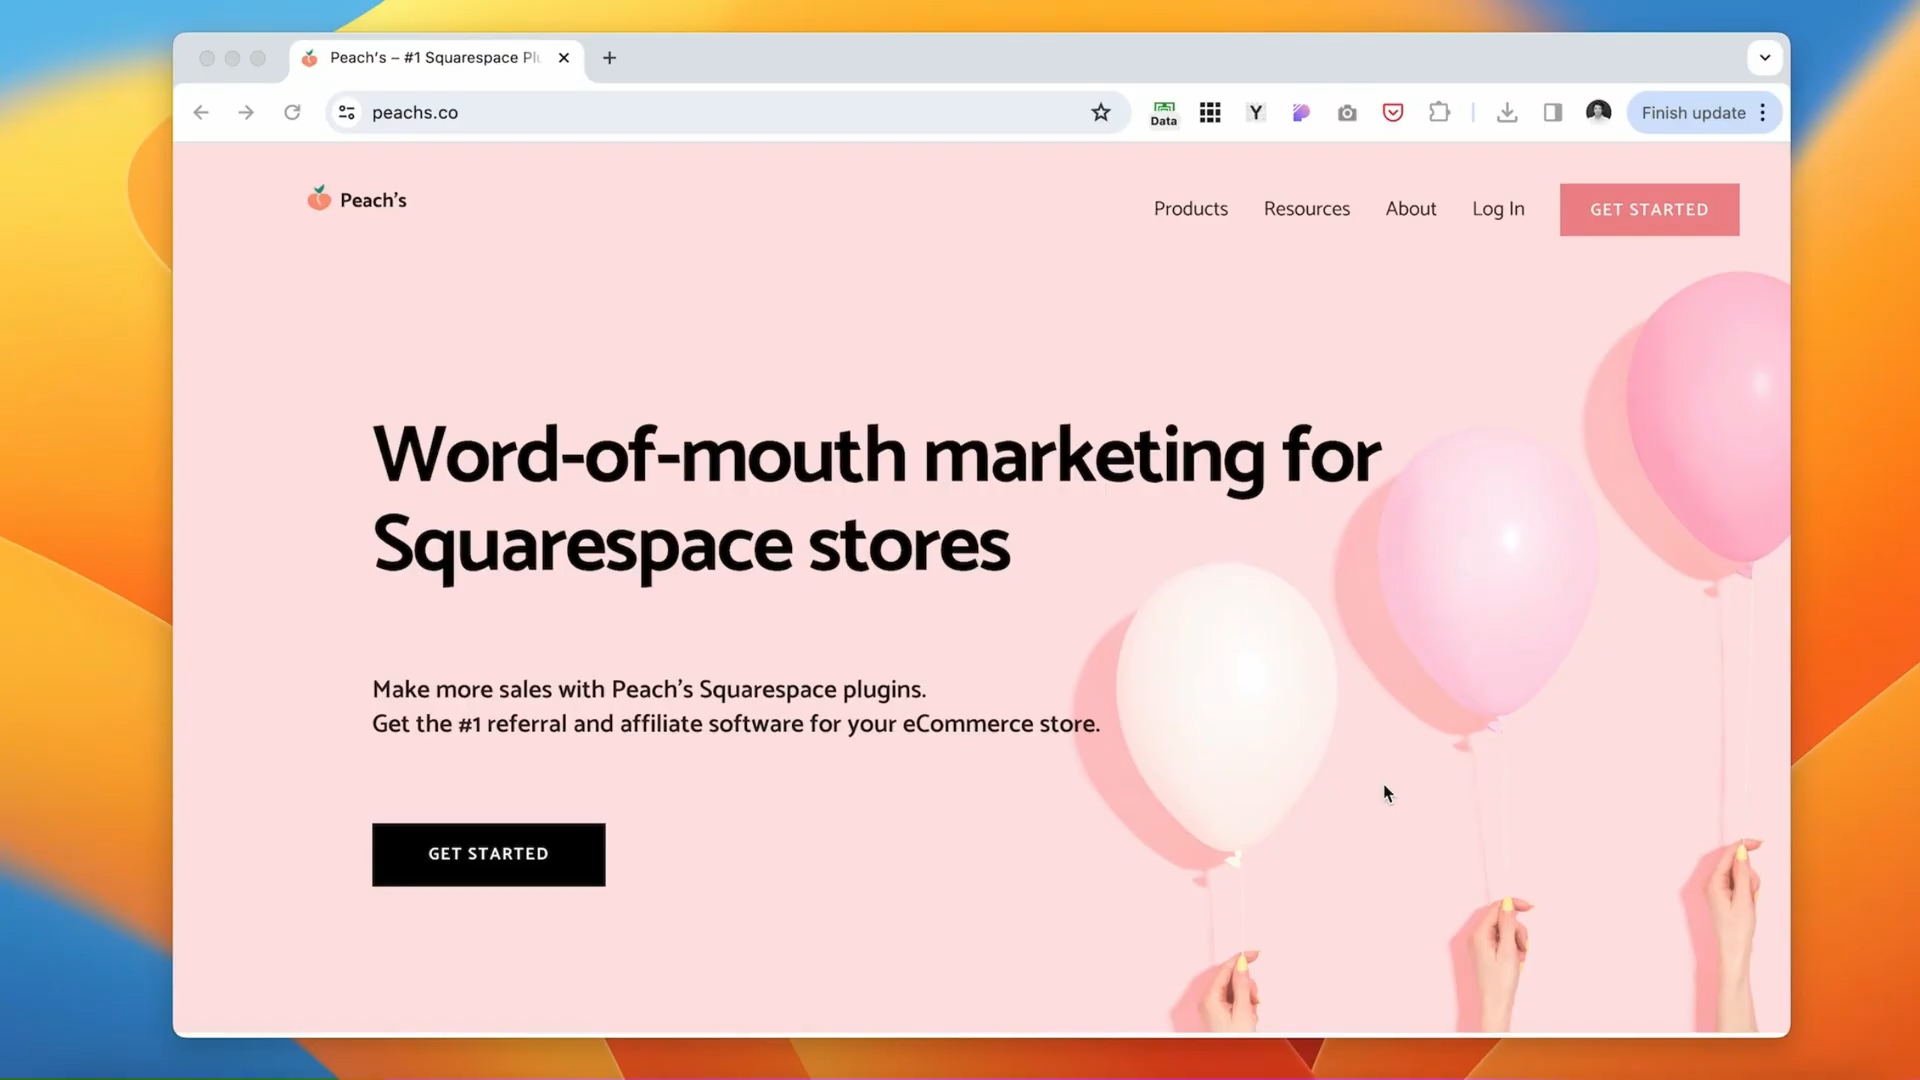 Peach's – #1 Squarespace Plu
peachs.co
Data
Y
Finish update
Peach's
Products
Resources
About
Log In
GET STARTED
Word-of-mouth marketing for
Squarespace stores
Make more sales with Peach's Squarespace plugins.
Get the #1 referral and affiliate software for your eCommerce store.
GET STARTED